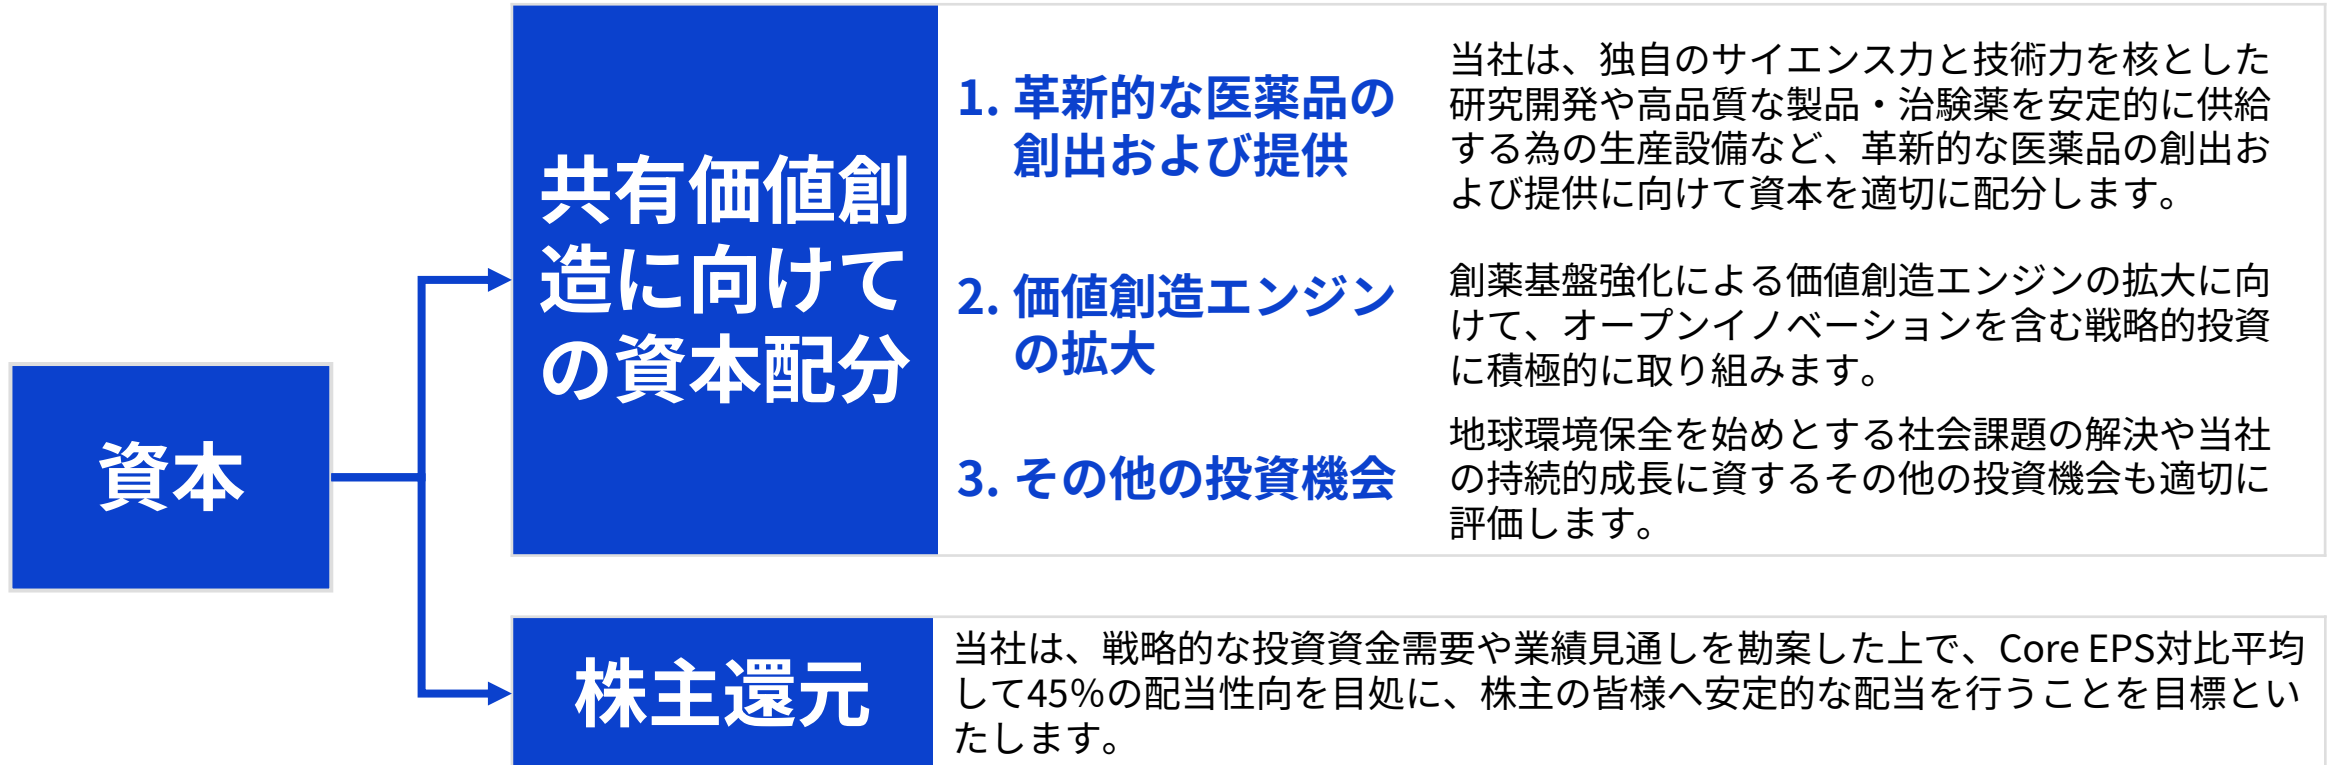 資本
共有価値創
造に向けて
の資本配分
1. 革新的な医薬品の
創出および提供
当社は、独自のサイエンス力と技術力を核とした
研究開発や高品質な製品・治験薬を安定的に供給
する為の生産設備など、革新的な医薬品の創出お
よび提供に向けて資本を適切に配分します。
2. 価値創造エンジン
の拡大
創薬基盤強化による価値創造エンジンの拡大に向
けて、オープンイノベーションを含む戦略的投資
に積極的に取り組みます。
3. その他の投資機会
地球環境保全を始めとする社会課題の解決や当社
の持続的成長に資するその他の投資機会も適切に
評価します。
株主還元
当社は、戦略的な投資資金需要や業績見通しを勘案した上で、Core EPS対比平均
して45%の配当性向を目処に、株主の皆様へ安定的な配当を行うことを目標とい
たします。